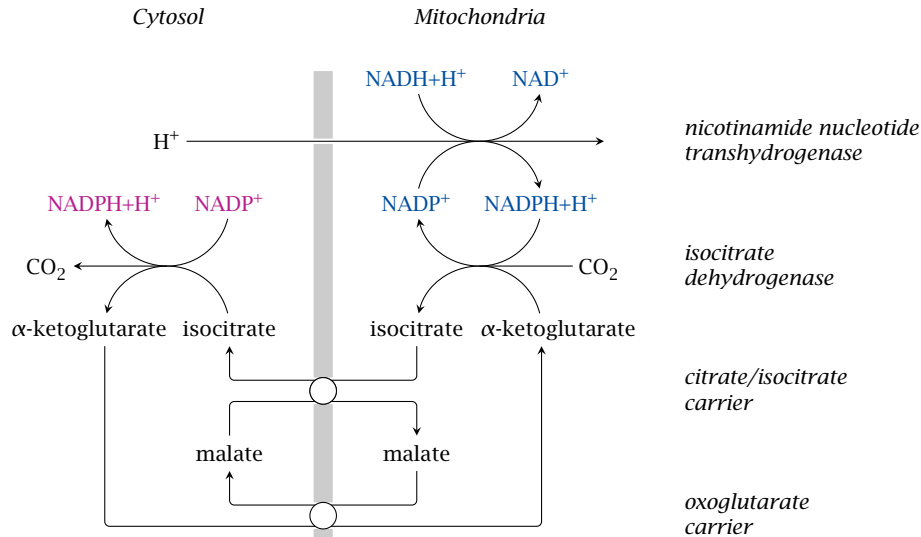 Cytosol Mitochondria
NADH+H⁺ NAD⁺
H⁺
nicotinamide nucleotide
transhydrogenase
NADPH+H⁺ NADP⁺ NADP⁺ NADPH+H⁺
CO₂ CO₂
isocitrate
dehydrogenase
α-ketoglutarate isocitrate isocitrate α-ketoglutarate
citrate/isocitrate
carrier
malate malate
oxoglutarate
carrier